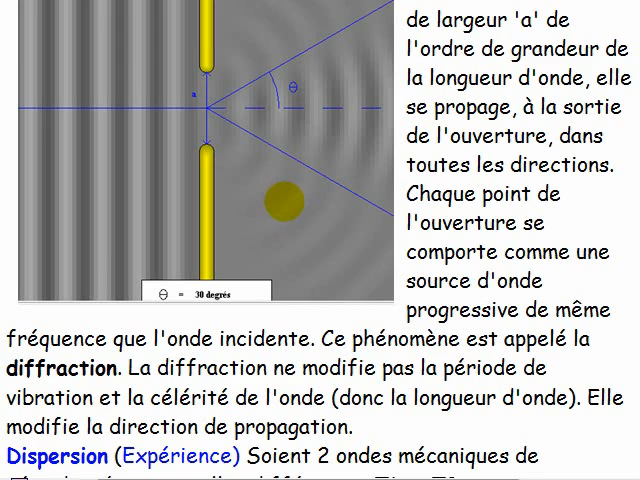 de largeur 'a' de
l'ordre de grandeur de
la longueur d'onde, elle
se propage, à la sortie
de l'ouverture, dans
toutes les directions.
Chaque point de
l'ouverture se
comporte comme une
source d'onde
progressive de même
a
θ
θ = 30 degrés
fréquence que l'onde incidente. Ce phénomène est appelé la
diffraction. La diffraction ne modifie pas la période de
vibration et la célérité de l'onde (donc la longueur d'onde). Elle
modifie la direction de propagation.
Dispersion (Expérience) Soient 2 ondes mécaniques de